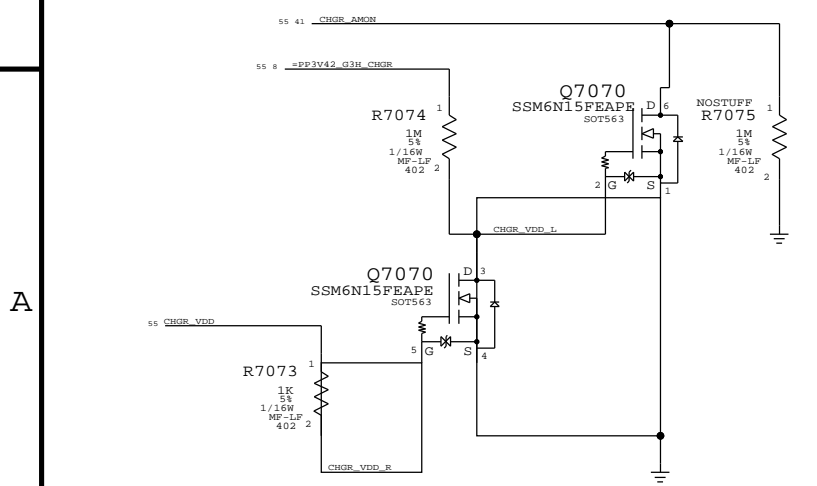 55 41 CHGR_AMON
55 8 =PP3V42_G3H_CHGR
Q7070
SSM6N15FEAPE
SOT563
D 6
2 G S 1
NOSTUFF
R7075
1
1M
5%
1/16W
MF-LF
402
2
R7074
1
1M
5%
1/16W
MF-LF
402 2
CHGR_VDD_L
Q7070
SSM6N15FEAPE
SOT563
D 3
5 G S 4
A
55 CHGR_VDD
R7073
1
1K
5%
1/16W
MF-LF
402 2
CHGR_VDD_R